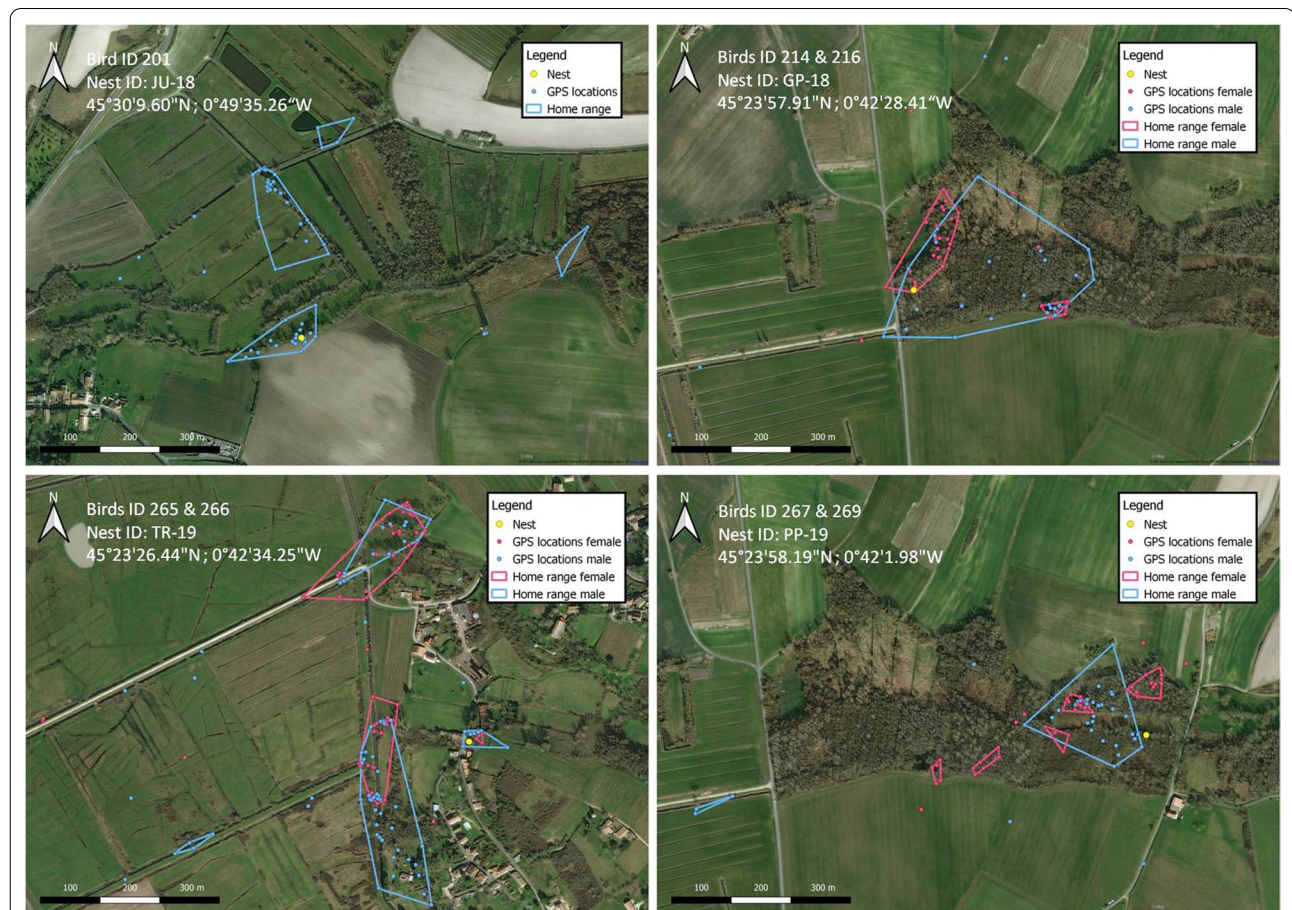 Bird ID 201
Nest ID: JU-18
45°30'9.60"N; 0°49'35.26“W
N
Legend
Nest
GPS locations
Home range
100 200 300 m
Birds ID 214 & 216
Nest ID: GP-18
45°23'57.91"N; 0°42'28.41“W
N
Legend
Nest
GPS locations female
GPS locations male
Home range female
Home range male
100 200 300 m
Birds ID 265 & 266
Nest ID: TR-19
45°23'26.44"N; 0°42'34.25"W
N
Legend
Nest
GPS locations female
GPS locations male
Home range female
Home range male
100 200 300 m
Birds ID 267 & 269
Nest ID: PP-19
45°23'58.19"N; 0°42'1.98"W
N
Legend
Nest
GPS locations female
GPS locations male
Home range female
Home range male
100 200 300 m